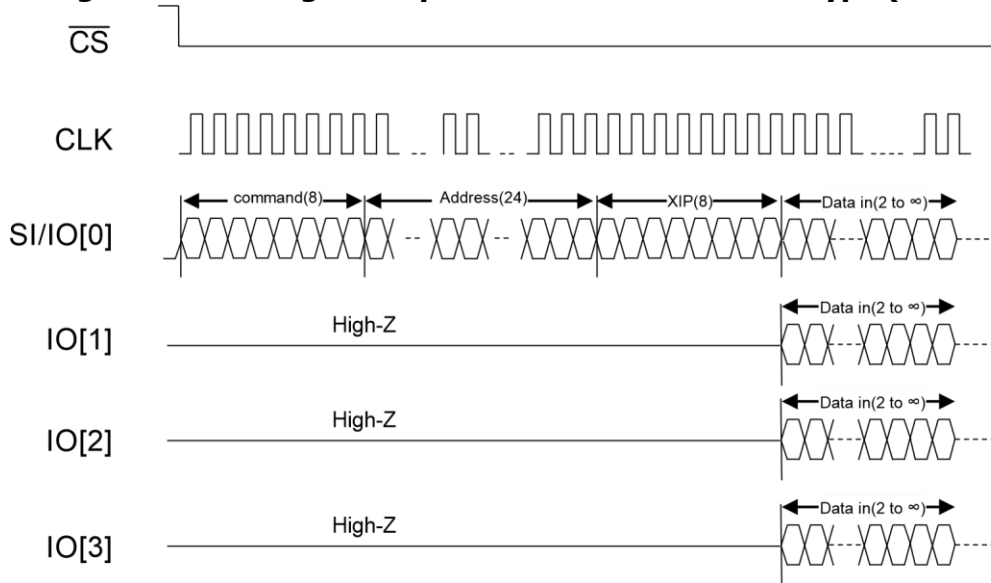 CS
CLK
command(8) Address(24) XIP(8) Data in(2 to ∞)
SI/IO[0]
Data in(2 to ∞)
High-Z
IO[1]
Data in(2 to ∞)
High-Z
IO[2]
Data in(2 to ∞)
High-Z
IO[3]